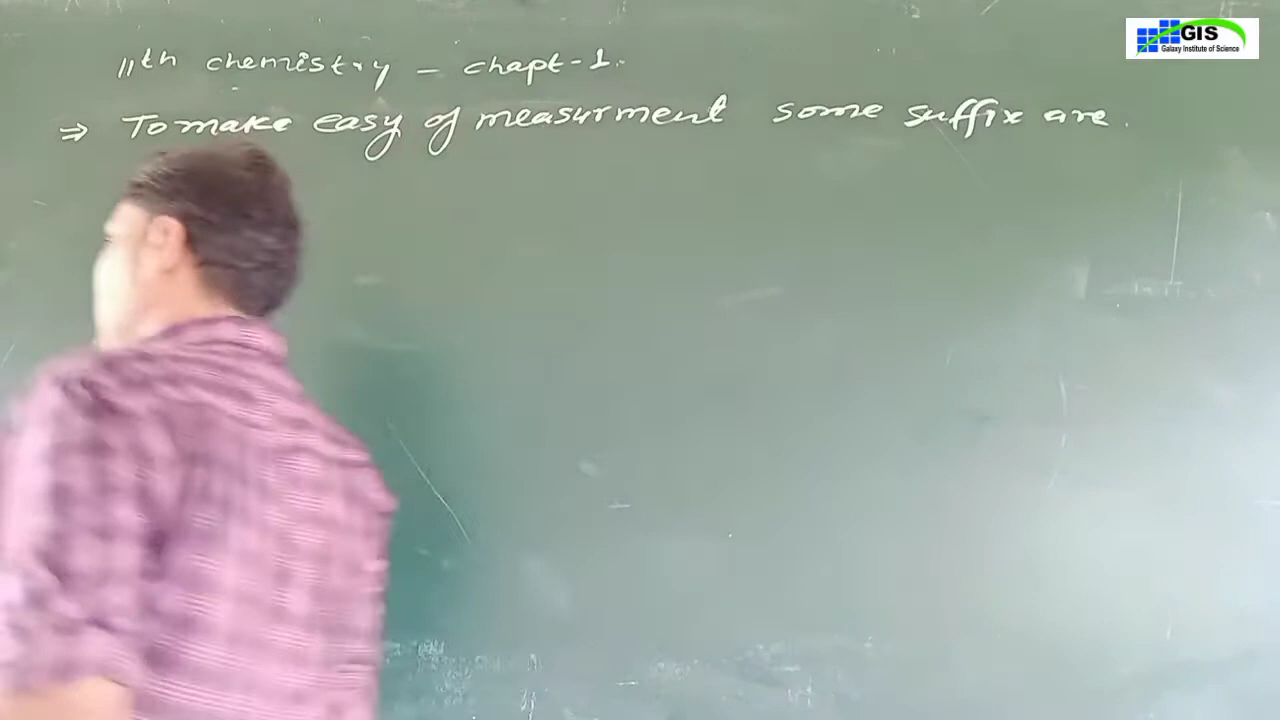 11th chemistry - chapt-1.
⇒ To make easy of measurment some suffix are.
GIS
Galaxy Institute of Science